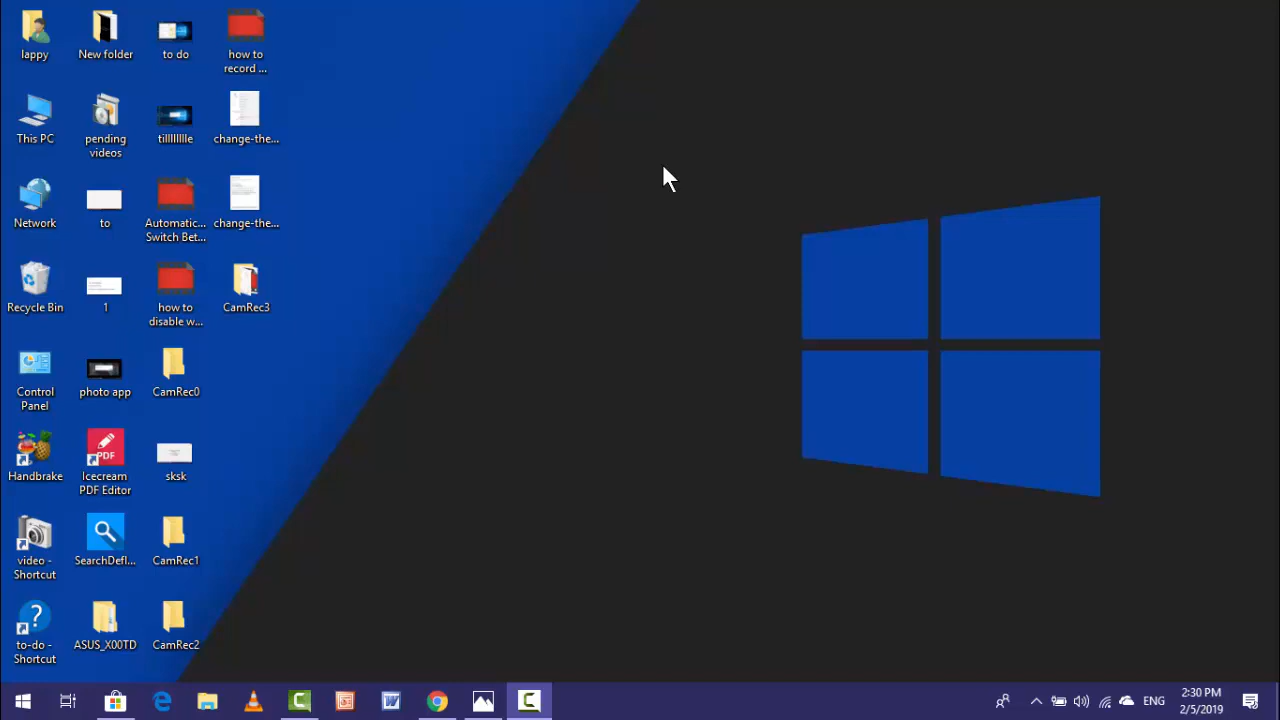 lappy
New folder
to do
how to
record ...
This PC
pending
videos
tillllllllle
change-the...
Network
to
Automatic...
Switch Bet...
change-the...
Recycle Bin
1
how to
disable w...
CamRec3
Control
Panel
photo app
CamRec0
Handbrake
PDF
Icecream
PDF Editor
sksk
video -
Shortcut
SearchDefl...
CamRec1
to-do -
Shortcut
ASUS_X00TD
CamRec2
ENG
2:30 PM
2/5/2019